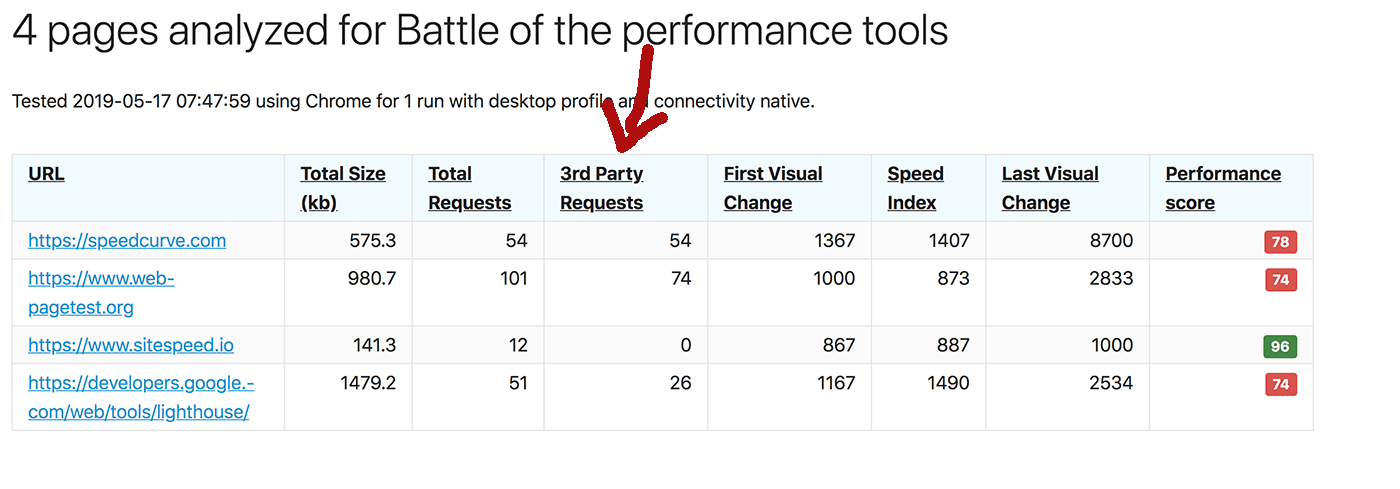 4 pages analyzed for Battle of the performance tools
Tested 2019-05-17 07:47:59 using Chrome for 1 run with desktop profile and connectivity native.
URL Total Size Total 3rd Party First Visual Speed Last Visual Performance
(kb) Requests Requests Change Index Change score
https://speedcurve.com 575.3 54 54 1367 1407 8700 78
https://www.web- 980.7 101 74 1000 873 2833 74
pagetest.org
https://www.sitespeed.io 141.3 12 0 867 887 1000 96
https://developers.google.- 1479.2 51 26 1167 1490 2534 74
com/web/tools/lighthouse/